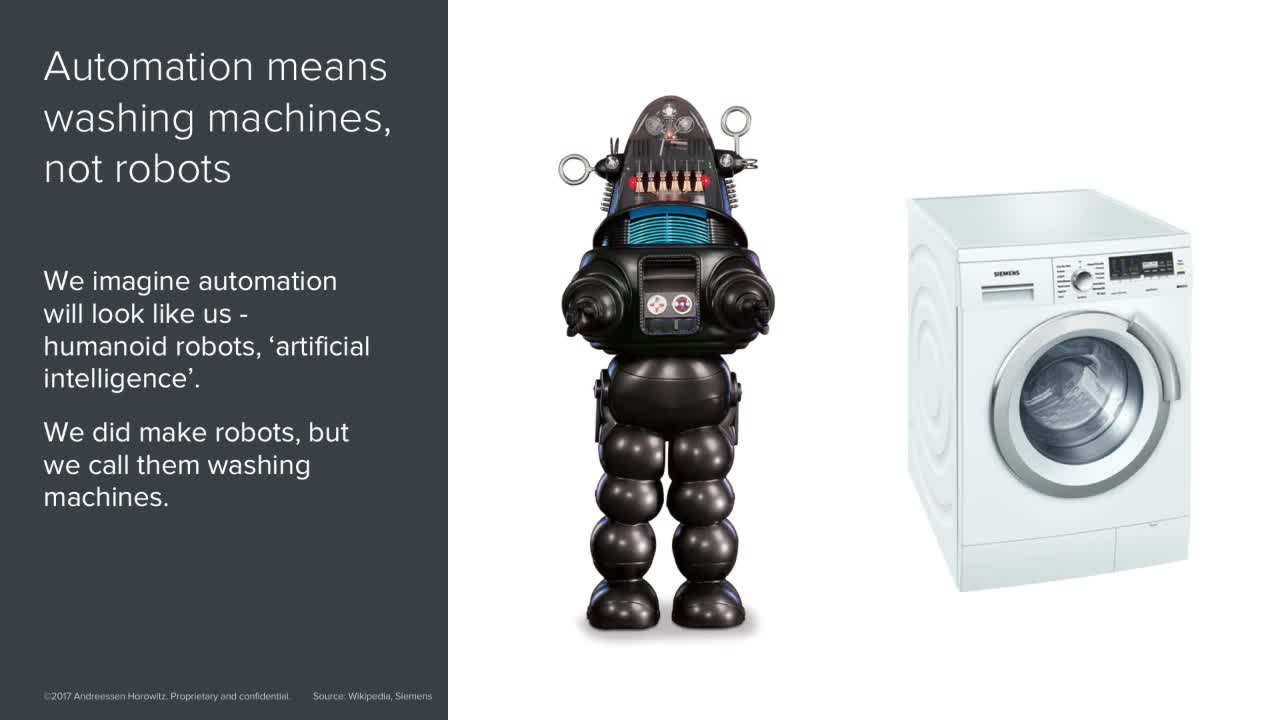 Automation means
washing machines,
not robots
We imagine automation
will look like us -
humanoid robots, ‘artificial
intelligence’.
We did make robots, but
we call them washing
machines.
©2017 Andreessen Horowitz. Proprietary and confidential.
Source: Wikipedia, Siemens
SIEMENS